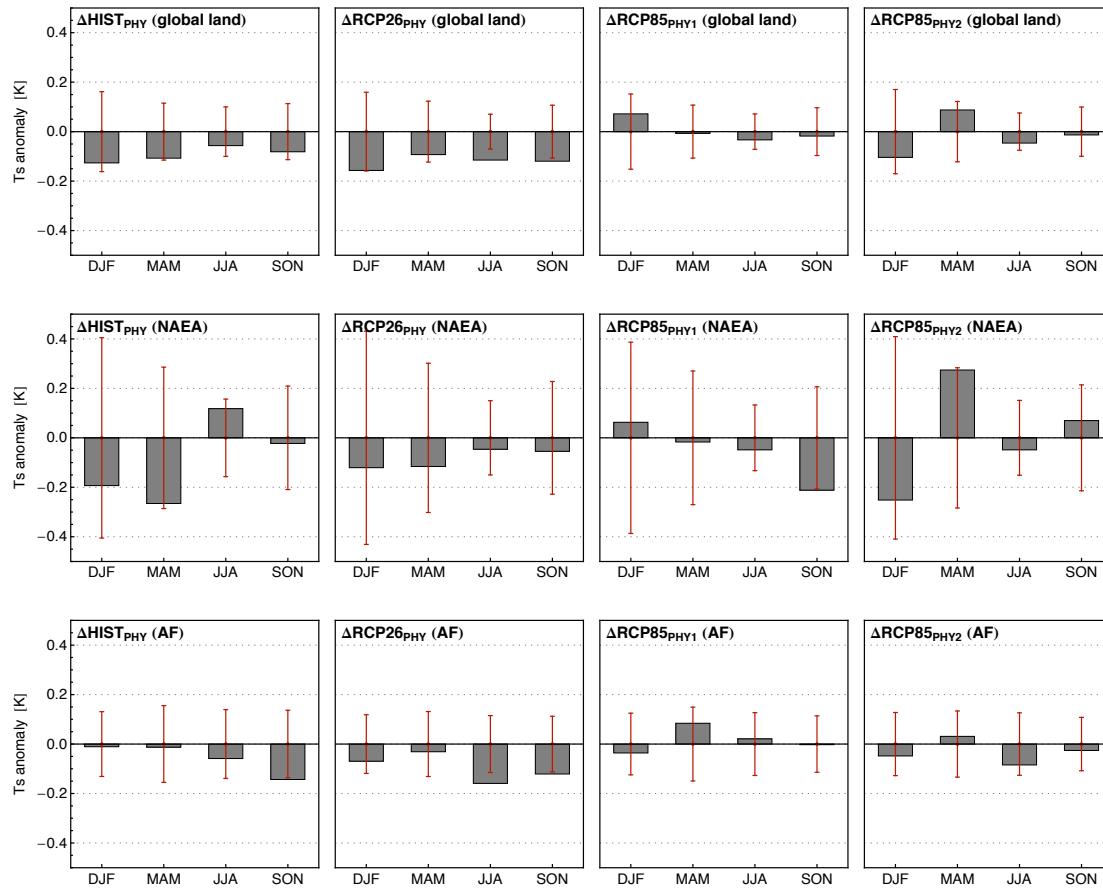 ΔHIST_PHY (global land) ΔRCP26_PHY (global land) ΔRCP85_PHY1 (global land) ΔRCP85_PHY2 (global land)
0.4
0.2
0.0
−0.2
−0.4
Ts anomaly [K]
DJF MAM JJA SON DJF MAM JJA SON DJF MAM JJA SON DJF MAM JJA SON
ΔHIST_PHY (NAEA) ΔRCP26_PHY (NAEA) ΔRCP85_PHY1 (NAEA) ΔRCP85_PHY2 (NAEA)
0.4
0.2
0.0
−0.2
−0.4
Ts anomaly [K]
DJF MAM JJA SON DJF MAM JJA SON DJF MAM JJA SON DJF MAM JJA SON
ΔHIST_PHY (AF) ΔRCP26_PHY (AF) ΔRCP85_PHY1 (AF) ΔRCP85_PHY2 (AF)
0.4
0.2
0.0
−0.2
−0.4
Ts anomaly [K]
DJF MAM JJA SON DJF MAM JJA SON DJF MAM JJA SON DJF MAM JJA SON